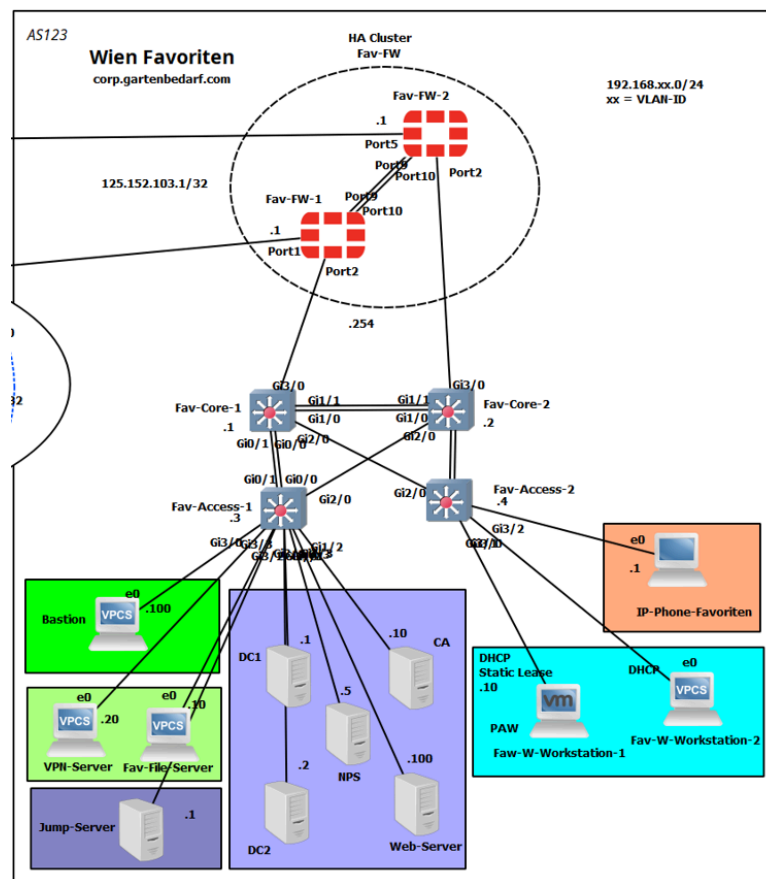 AS123
Wien Favoriten
corp.gartenbedarf.com
HA Cluster
Fav-FW
192.168.xx.0/24
xx = VLAN-ID
Fav-FW-2
.1
Port5
Port9
Port10
Port2
125.152.103.1/32
Fav-FW-1
Port9
Port10
.1
Port1
Port2
.254
Gi3/0
Gi1/1
Gi1/1
Gi3/0
Fav-Core-1
Gi1/0
Gi1/0
Fav-Core-2
.1
Gi2/0
Gi2/0
.2
Gi0/1
Gi0/0
Gi0/1
Gi0/0
Fav-Access-1
Gi2/0
Gi2/0
Fav-Access-2
.3
.4
Gi3/0
Gi1/2
Gi3/2
e0
.1
IP-Phone-Favoriten
e0
Bastion
VPCS
.100
DC1
.1
.10
CA
DHCP
Static Lease
.10
DHCP
e0
.5
VPCS
vm
PAW
Faw-W-Workstation-1
Fav-W-Workstation-2
e0
VPCS
.20
e0
VPCS
.10
VPN-Server
Fav-File-Server
NPS
.2
.100
Jump-Server
.1
DC2
Web-Server